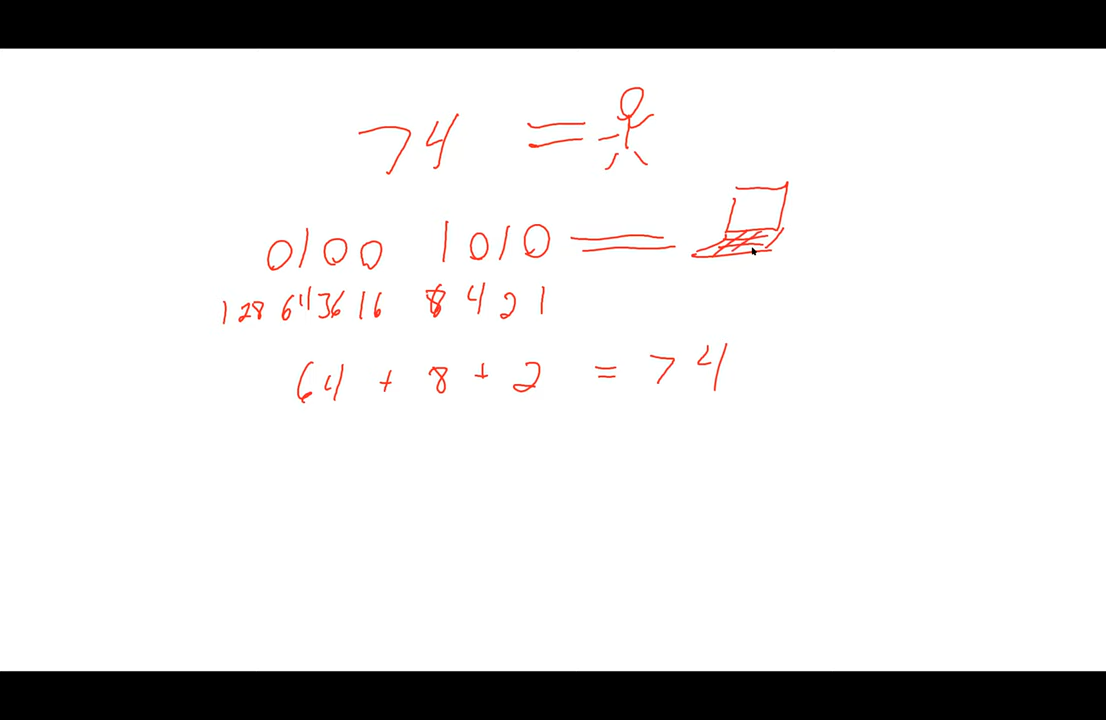 74 =
0100 1010 =
128 64 36 16 8 4 2 1
64 + 8 + 2 = 74